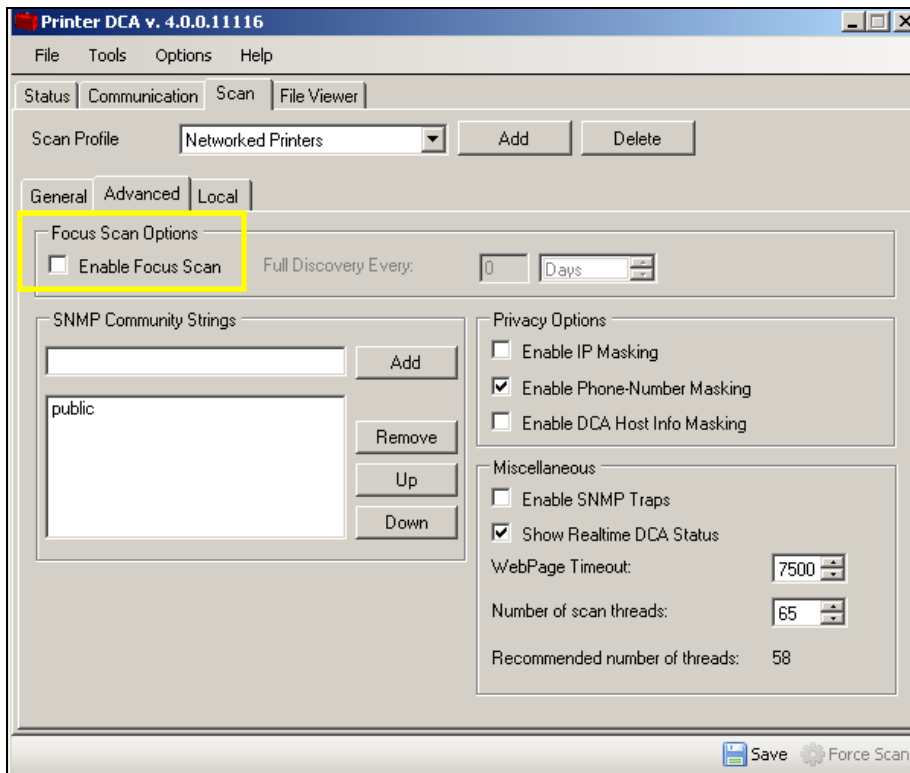 Printer DCA v. 4.0.0.11116
File Tools Options Help
Status Communication Scan File Viewer
Scan Profile Networked Printers Add Delete
General Advanced Local
Focus Scan Options
Enable Focus Scan Full Discovery Every: 0 Days
SNMP Community Strings
Add
public
Remove
Up
Down
Privacy Options
Enable IP Masking
Enable Phone-Number Masking
Enable DCA Host Info Masking
Miscellaneous
Enable SNMP Traps
Show Realtime DCA Status
WebPage Timeout: 7500
Number of scan threads: 65
Recommended number of threads: 58
Save Force Scan